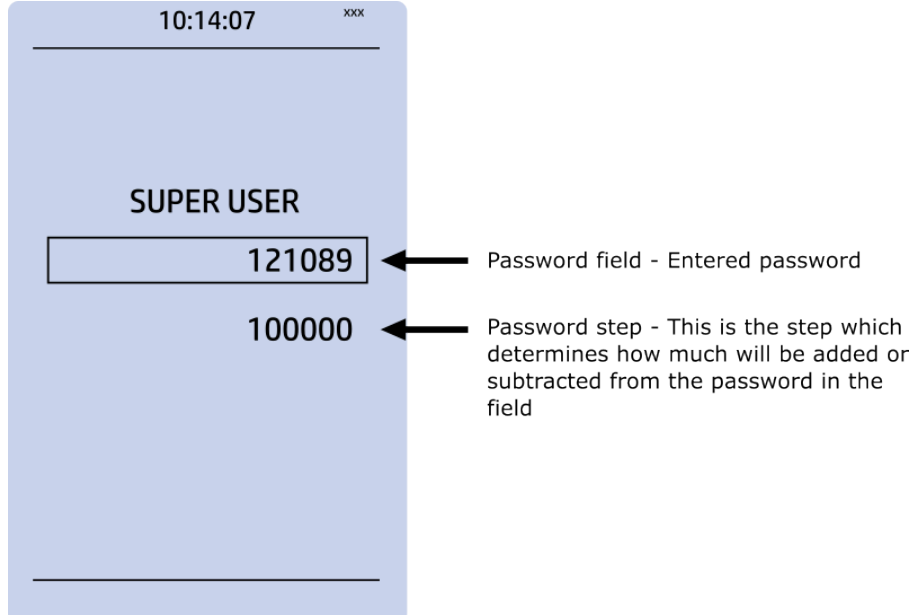 10:14:07 xxx
SUPER USER
121089
Password field - Entered password
100000
Password step - This is the step which
determines how much will be added or
subtracted from the password in the
field